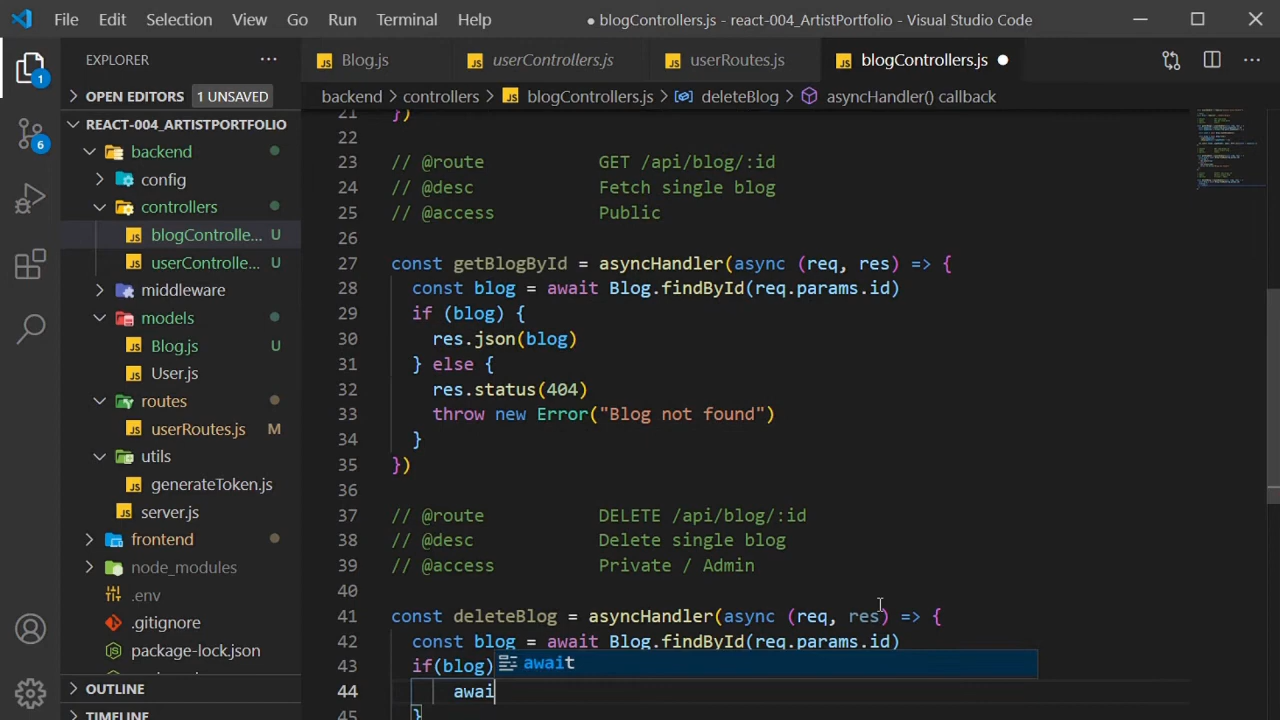 File Edit Selection View Go Run Terminal Help ● blogControllers.js - react-004_ArtistPortfolio - Visual Studio Code
EXPLORER
Blog.js userControllers.js userRoutes.js blogControllers.js
OPEN EDITORS 1 UNSAVED
backend > controllers > blogControllers.js > deleteBlog > asyncHandler() callback
REACT-004_ARTISTPORTFOLIO
backend
config
controllers
blogControlle... U
userControlle... U
middleware
models
Blog.js U
User.js
routes
userRoutes.js M
utils
generateToken.js
server.js
frontend
node_modules
.env
.gitignore
package-lock.json
OUTLINE
TIMELINE
1
6
21 })
22
23 // @route GET /api/blog/:id
24 // @desc Fetch single blog
25 // @access Public
26
27 const getBlogById = asyncHandler(async (req, res) => {
28 const blog = await Blog.findById(req.params.id)
29 if (blog) {
30 res.json(blog)
31 } else {
32 res.status(404)
33 throw new Error("Blog not found")
34 }
35 })
36
37 // @route DELETE /api/blog/:id
38 // @desc Delete single blog
39 // @access Private / Admin
40
41 const deleteBlog = asyncHandler(async (req, res) => {
42 const blog = await Blog.findById(req.params.id)
43 if(blog)
await
44 awai
45 }